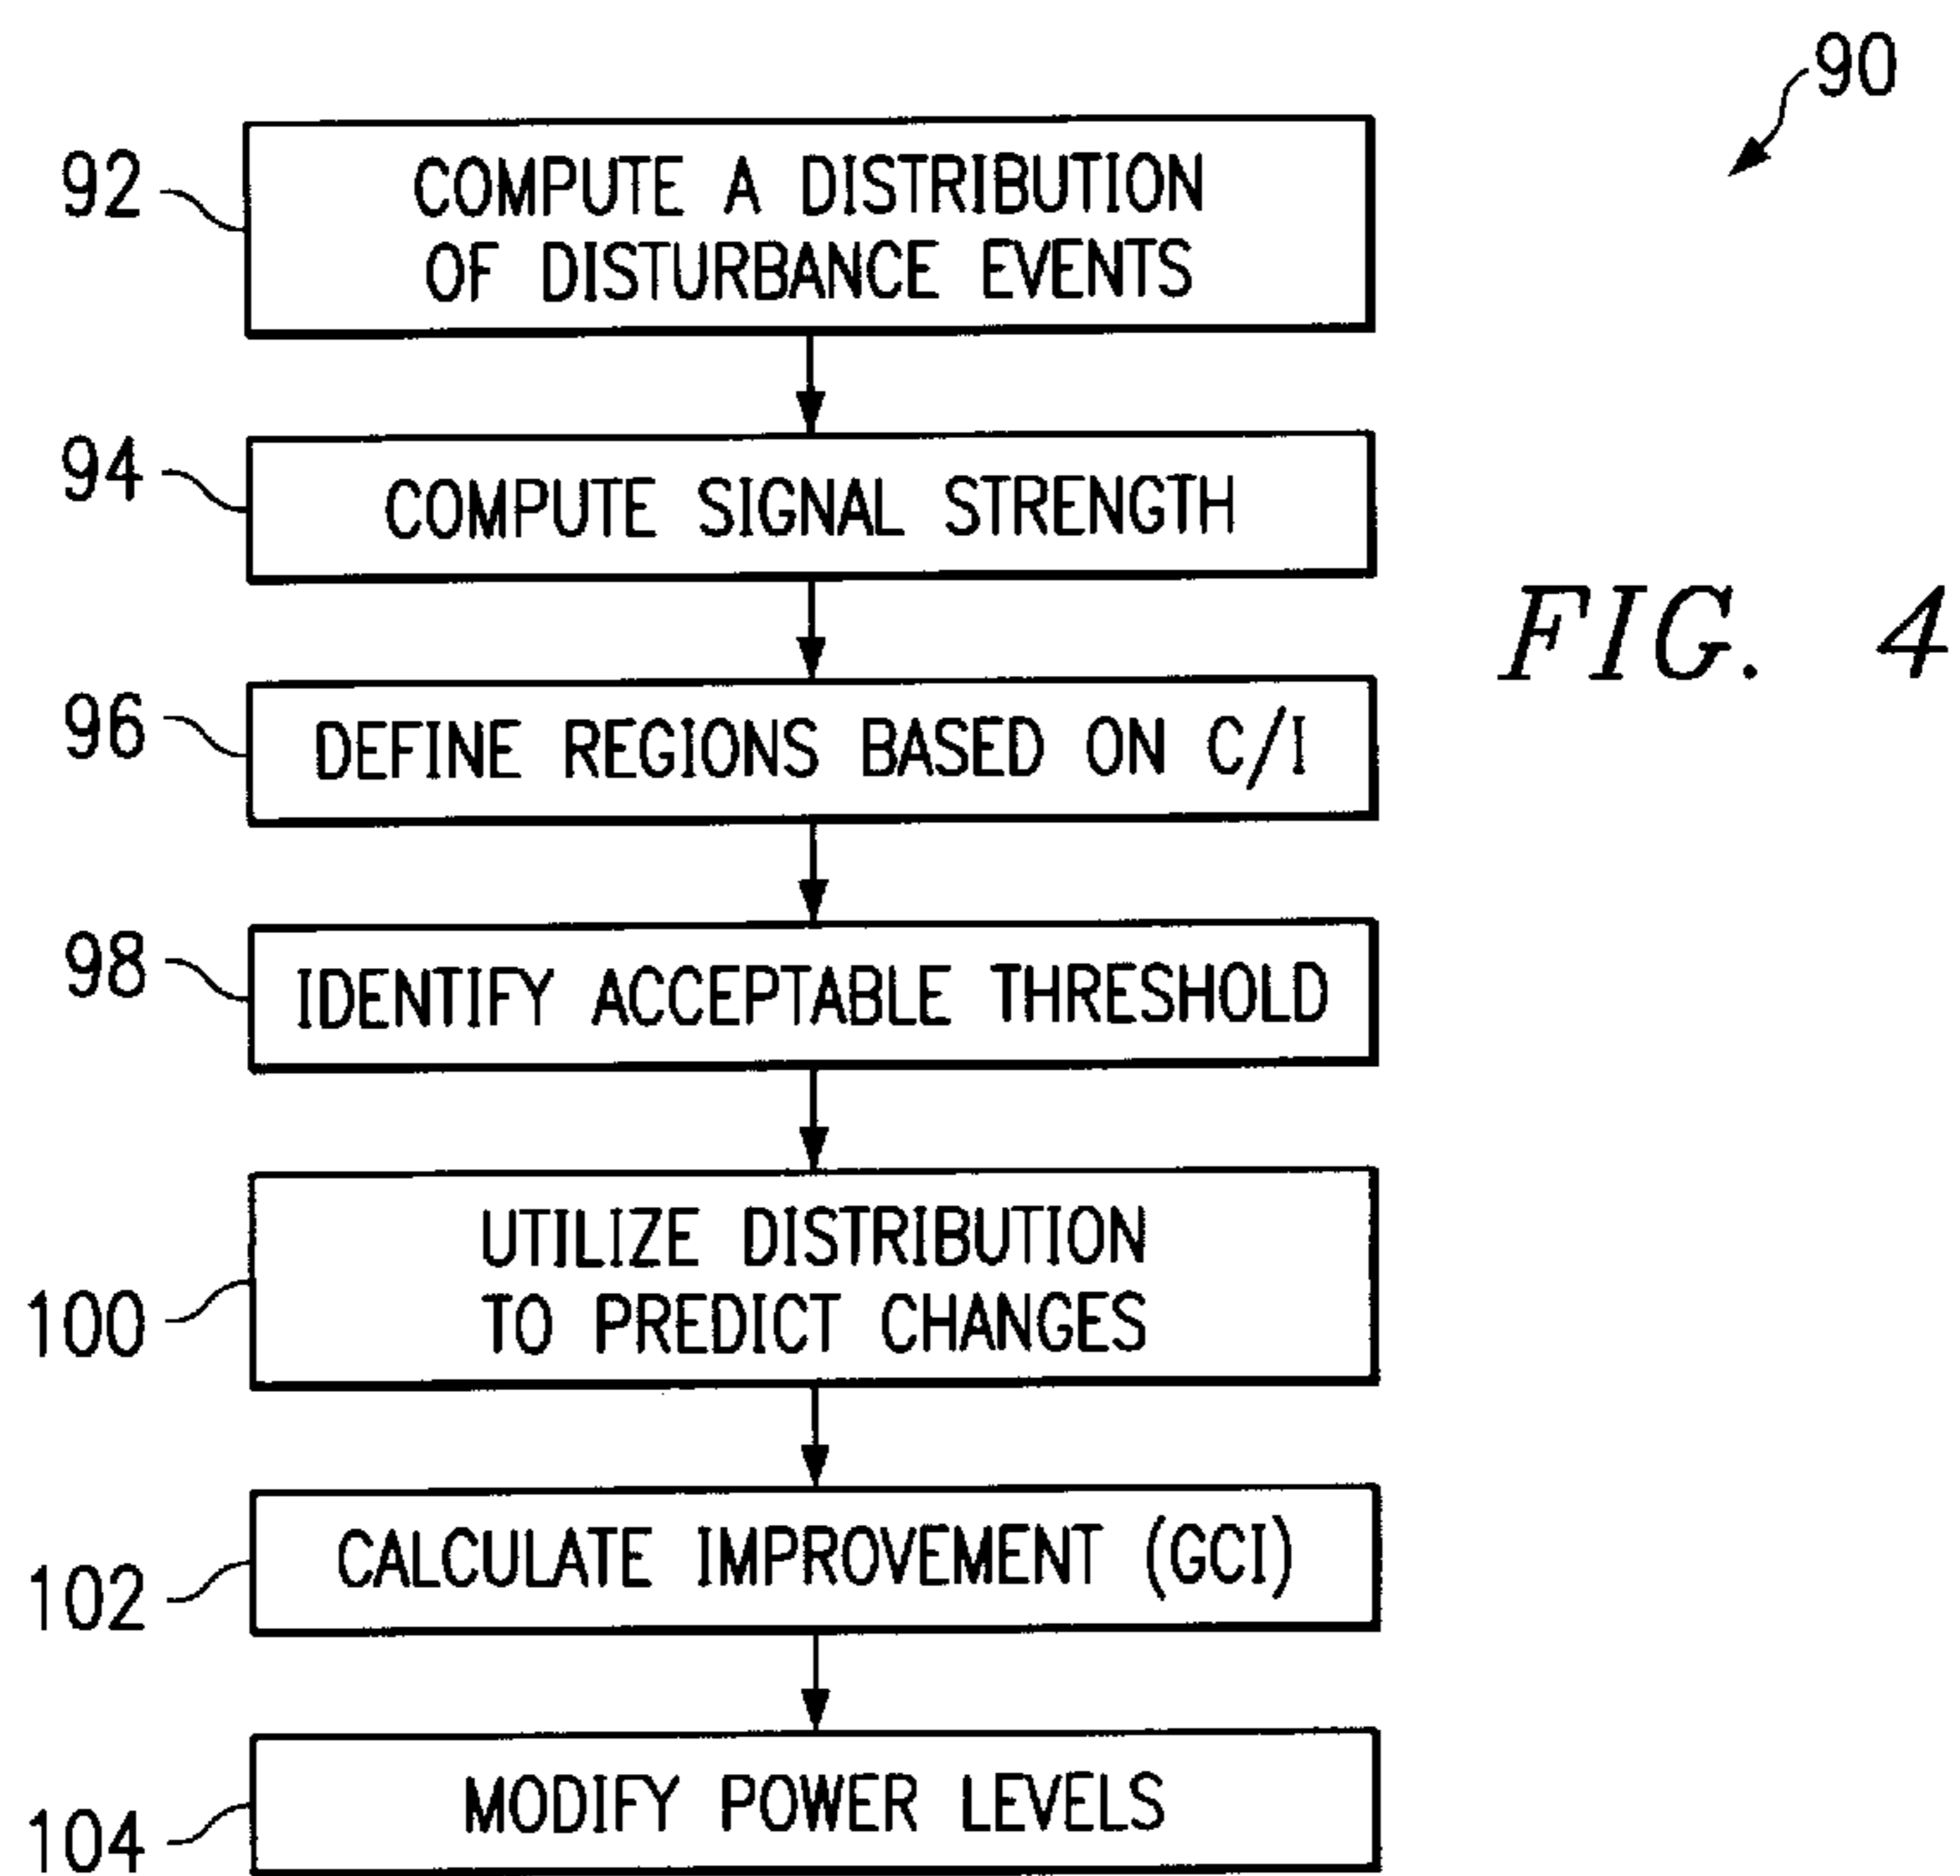 90
92
COMPUTE A DISTRIBUTION
OF DISTURBANCE EVENTS
94
COMPUTE SIGNAL STRENGTH
FIG. 4
96
DEFINE REGIONS BASED ON C/I
98
IDENTIFY ACCEPTABLE THRESHOLD
100
UTILIZE DISTRIBUTION
TO PREDICT CHANGES
102
CALCULATE IMPROVEMENT (GCI)
104
MODIFY POWER LEVELS